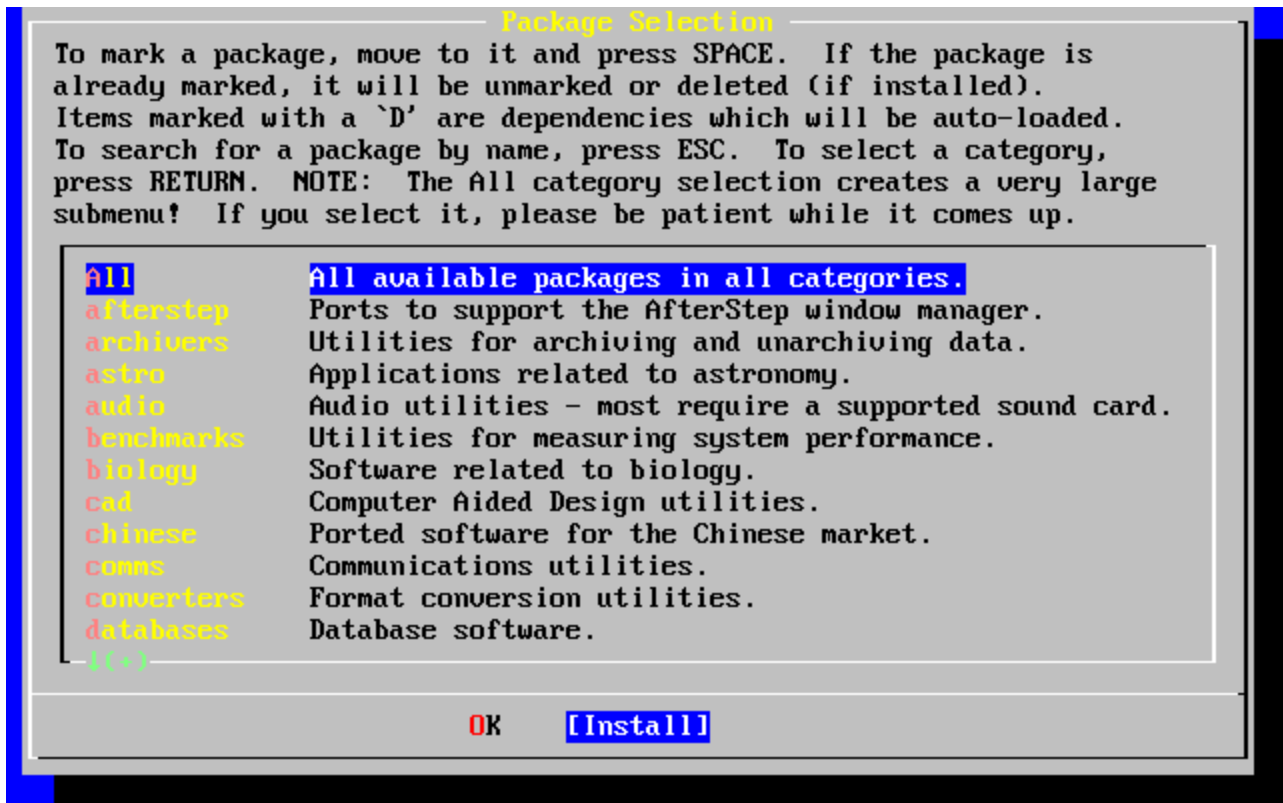 Package Selection
To mark a package, move to it and press SPACE.  If the package is
already marked, it will be unmarked or deleted (if installed).
Items marked with a `D' are dependencies which will be auto-loaded.
To search for a package by name, press ESC.  To select a category,
press RETURN.  NOTE:  The All category selection creates a very large
submenu!  If you select it, please be patient while it comes up.
All All available packages in all categories.
afterstep Ports to support the AfterStep window manager.
archivers Utilities for archiving and unarchiving data.
astro Applications related to astronomy.
audio Audio utilities - most require a supported sound card.
benchmarks Utilities for measuring system performance.
biology Software related to biology.
cad Computer Aided Design utilities.
chinese Ported software for the Chinese market.
comms Communications utilities.
converters Format conversion utilities.
databases Database software.
↓(+)
OK [Install]